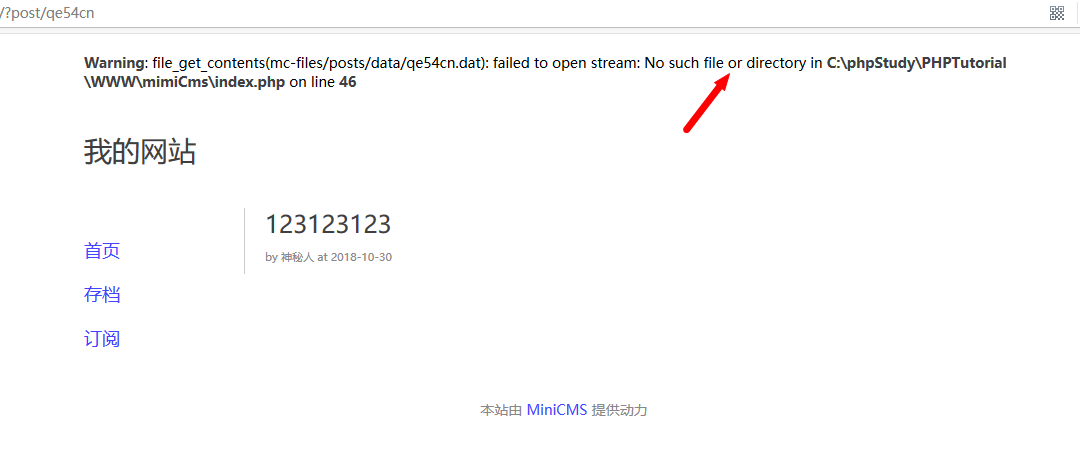 /?post/qe54cn
Warning: file_get_contents(mc-files/posts/data/qe54cn.dat): failed to open stream: No such file or directory in C:\phpStudy\PHPTutorial
\WWW\mimiCms\index.php on line 46
我的网站
123123123
by 神秘人 at 2018-10-30
首页
存档
订阅
本站由 MiniCMS 提供动力